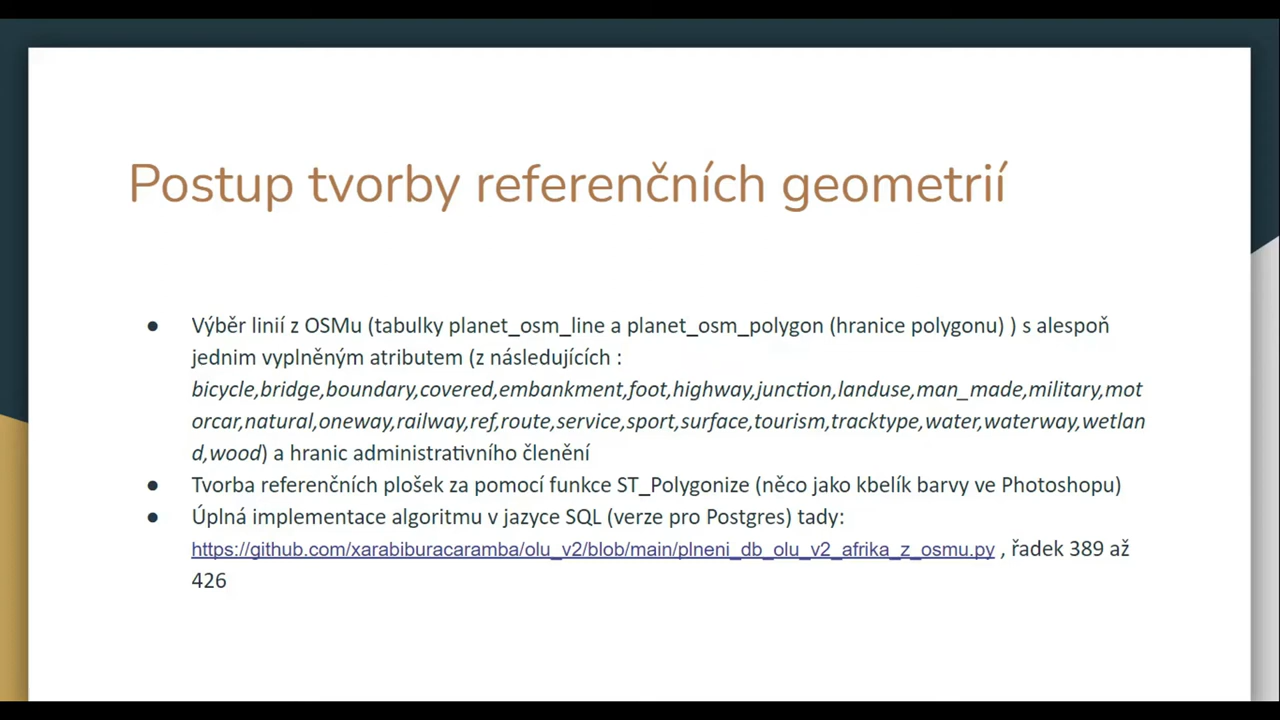 Postup tvorby referenčních geometrií
● Výběr linií z OSMu (tabulky planet_osm_line a planet_osm_polygon (hranice polygonu) ) s alespoň
jednim vyplněným atributem (z následujících :
bicycle,bridge,boundary,covered,embankment,foot,highway,junction,landuse,man_made,military,mot
orcar,natural,oneway,railway,ref,route,service,sport,surface,tourism,tracktype,water,waterway,wetlan
d,wood) a hranic administrativního členění
● Tvorba referenčních plošek za pomocí funkce ST_Polygonize (něco jako kbelík barvy ve Photoshopu)
● Úplná implementace algoritmu v jazyce SQL (verze pro Postgres) tady:
https://github.com/xarabiburacaramba/olu_v2/blob/main/plneni_db_olu_v2_afrika_z_osmu.py , řadek 389 až
426